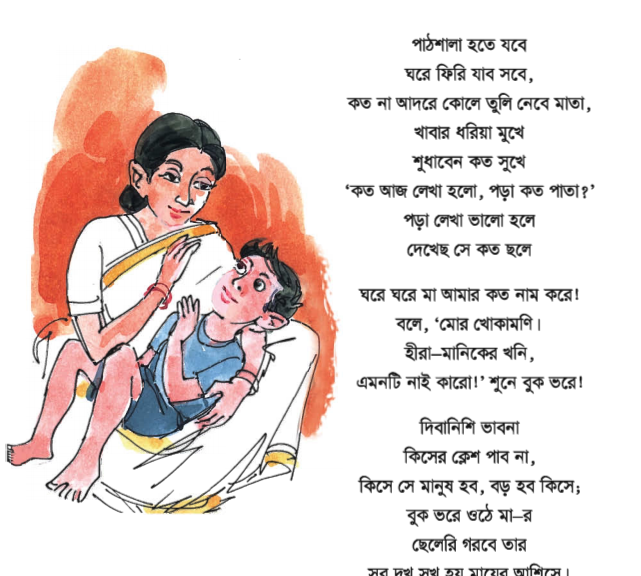 পাঠশালা হতে যবে
ঘরে ফিরি যাব সবে,
কত না আদরে কোলে তুলি নেবে মাতা,
খাবার ধরিয়া মুখে
শুধাবেন কত সুখে
‘কত আজ লেখা হলো, পড়া কত পাতা?’
পড়া লেখা ভালো হলে
দেখেছ সে কত ছলে
ঘরে ঘরে মা আমার কত নাম করে!
বলে, ‘মোর খোকামণি।
হীরা–মানিকের খনি,
এমনটি নাই কারো!’ শুনে বুক ভরে!
দিবানিশি ভাবনা
কিসের ক্লেশ পাব না,
কিসে সে মানুষ হব, বড় হব কিসে;
বুক ভরে ওঠে মা–র
ছেলেরি গরবে তার
সব দুখ সুখ হয় মায়ের আশিসে।